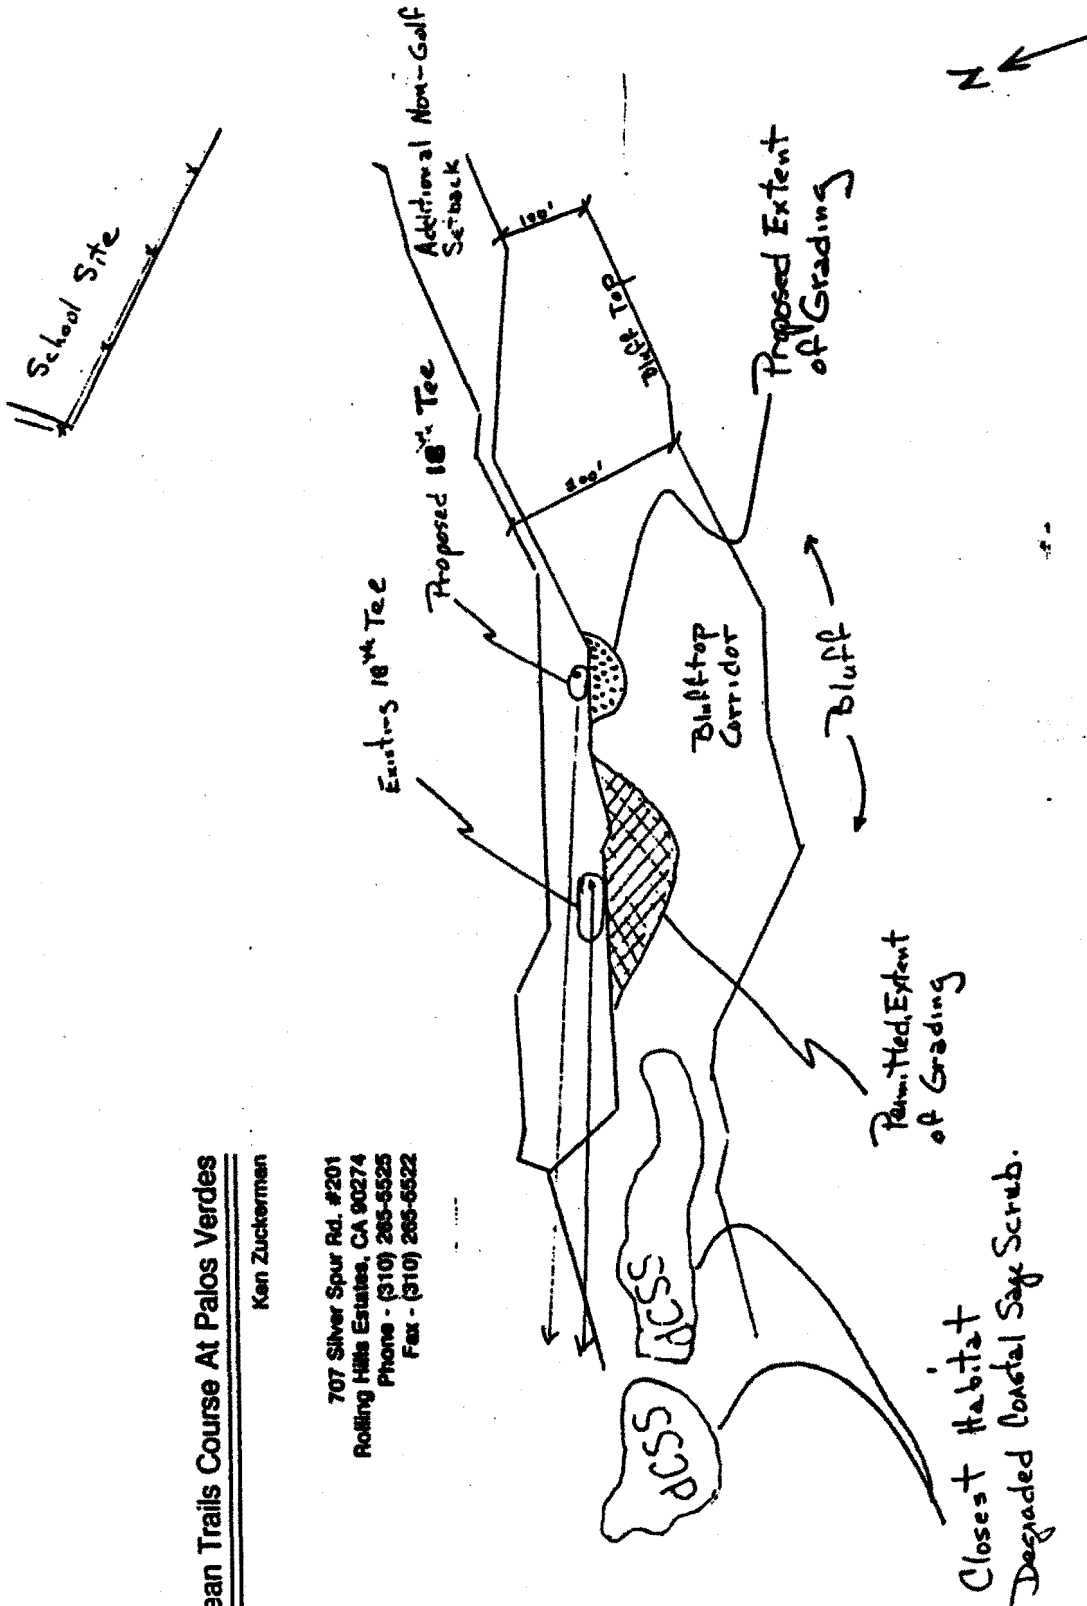 ean Trails Course At Palos Verdes
Ken Zuckerman
707 Silver Spur Rd. #201
Rolling Hills Estates, CA 90274
Phone - (310) 265-5525
Fax - (310) 265-5522
School Site
Additional Non-Golf
Setback
Existing 18th Tee
Proposed 18th Tee
100'
Bluff Top
200'
Proposed Extent
of Grading
Blufftop
Corridor
Bluff
Permitted Extent
of Grading
dCSS
dCSS
Closest Habitat
Degraded Coastal Sage Scrub.
N